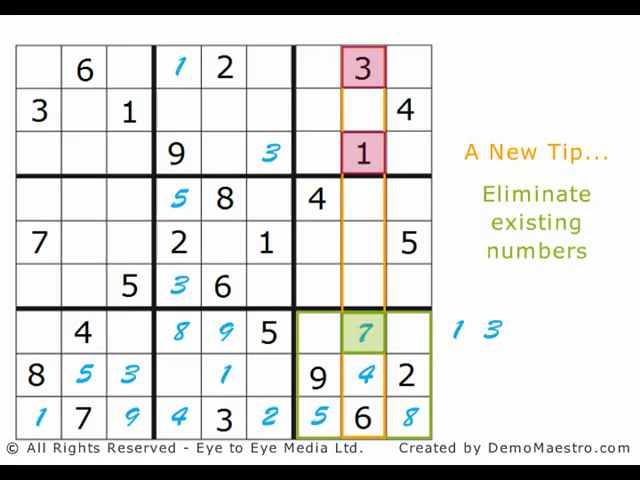 6 1 2 3
3 1 4
9 3 1
A New Tip...
5 8 4
Eliminate
existing
numbers
7 2 1 5
5 3 6
4 8 9 5 7
1 3
8 5 3 1 9 4 2
1 7 9 4 3 2 5 6 8
© All Rights Reserved - Eye to Eye Media Ltd. Created by DemoMaestro.com